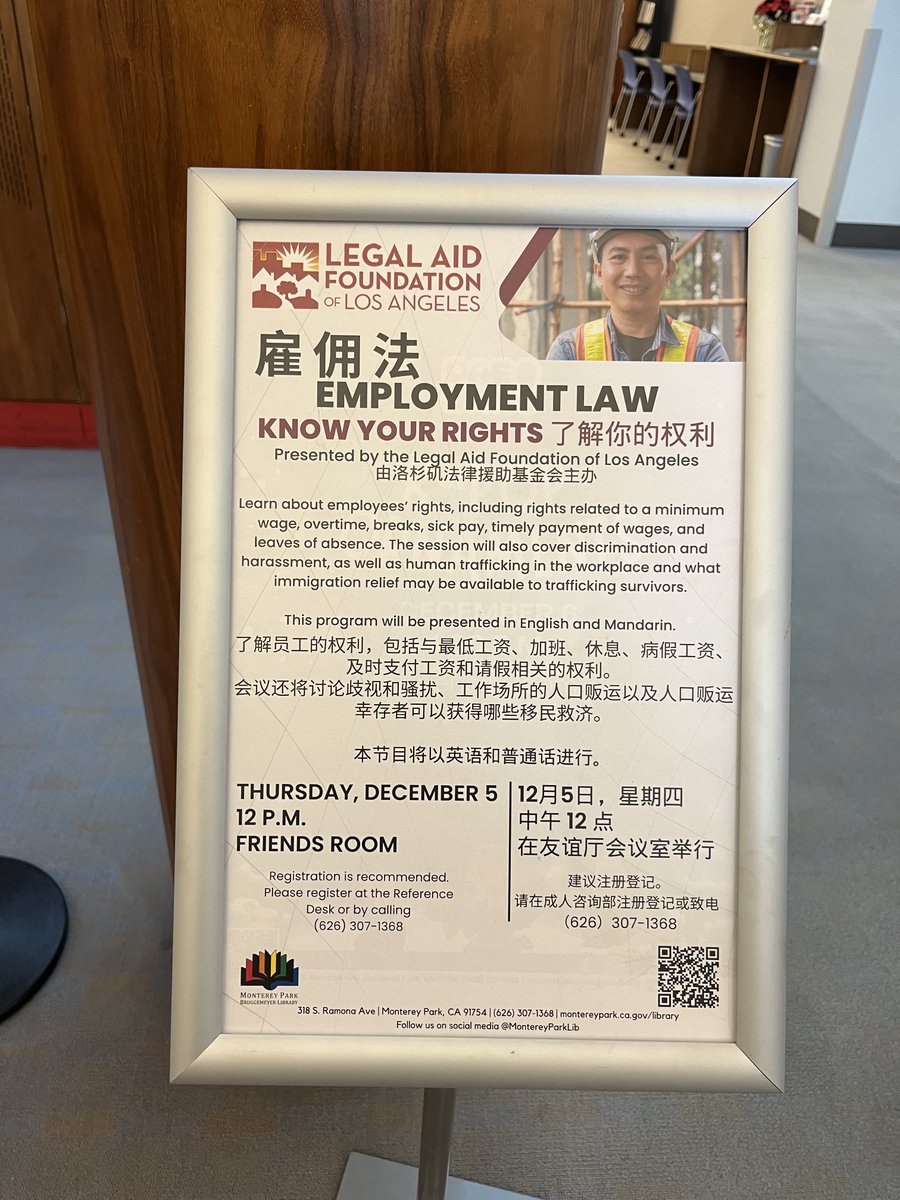 LEGAL AID
FOUNDATION
OF LOS ANGELES
雇佣法
EMPLOYMENT LAW
KNOW YOUR RIGHTS 了解你的权利
Presented by the Legal Aid Foundation of Los Angeles
由洛杉矶法律援助基金会主办
Learn about employees' rights, including rights related to a minimum
wage, overtime, breaks, sick pay, timely payment of wages, and
leaves of absence. The session will also cover discrimination and
harassment, as well as human trafficking in the workplace and what
immigration relief may be available to trafficking survivors.
This program will be presented in English and Mandarin.
了解员工的权利，包括与最低工资、加班、休息、病假工资、
及时支付工资和请假相关的权利。
会议还将讨论歧视和骚扰、工作场所的人口贩运以及人口贩运
幸存者可以获得哪些移民救济。
本节目将以英语和普通话进行。
THURSDAY, DECEMBER 5
12 P.M.
FRIENDS ROOM
Registration is recommended.
Please register at the Reference
Desk or by calling
(626) 307-1368
12月5日，星期四
中午 12 点
在友谊厅会议室举行
建议注册登记。
请在成人咨询部注册登记或致电
（626）307-1368
MONTEREY PARK
BRUGGEMEYER LIBRARY
318 S. Ramona Ave | Monterey Park, CA 91754 | (626) 307-1368 | montereypark.ca.gov/library
Follow us on social media @MontereyParkLib